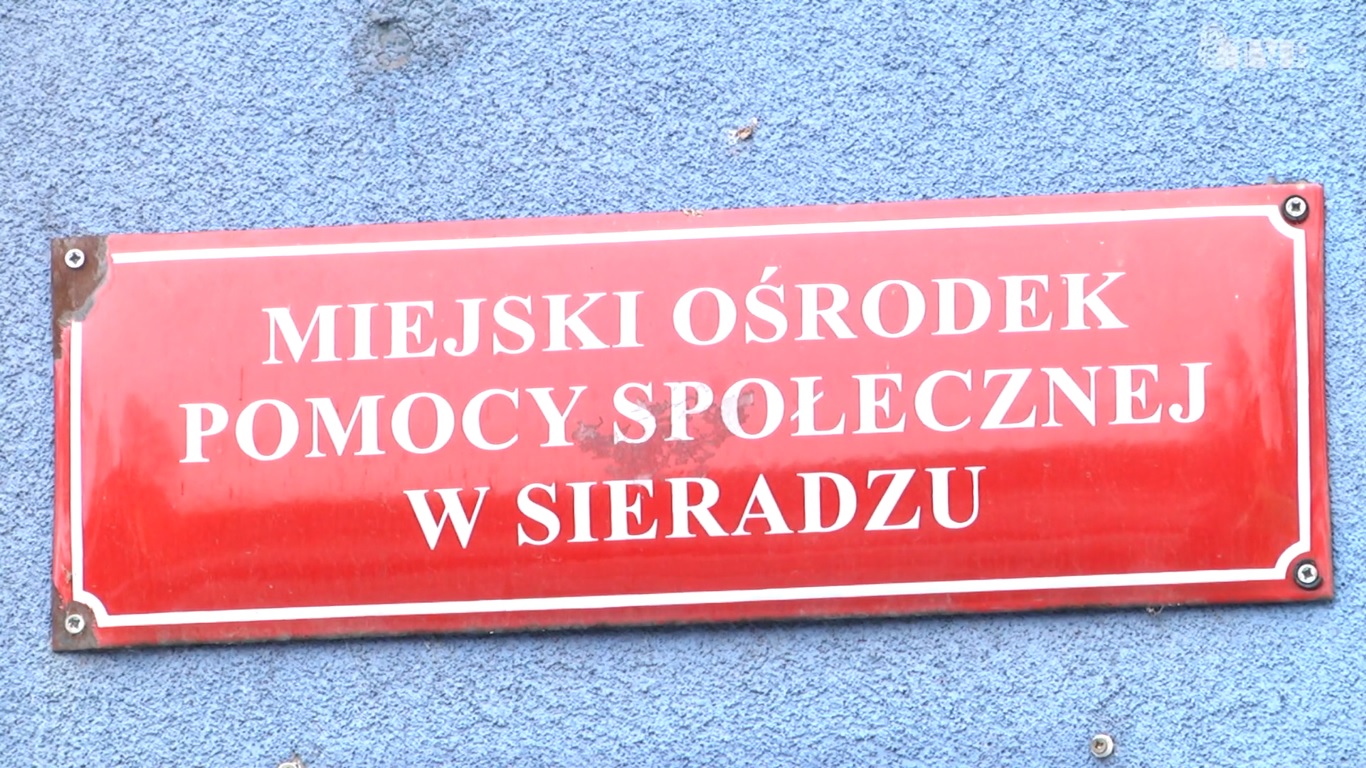 MIEJSKI OŚRODEK
POMOCY SPOŁECZNEJ
W SIERADZU